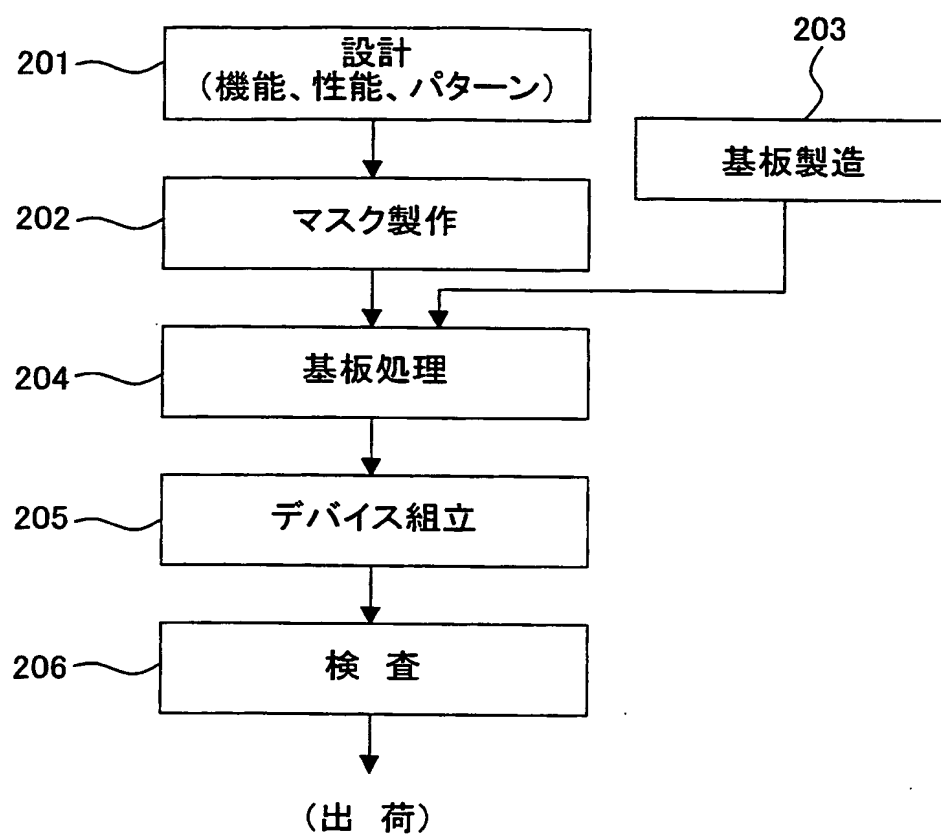 201
設計
(機能、性能、パターン)
203
基板製造
202
マスク製作
204
基板処理
205
デバイス組立
206
検 査
(出 荷)